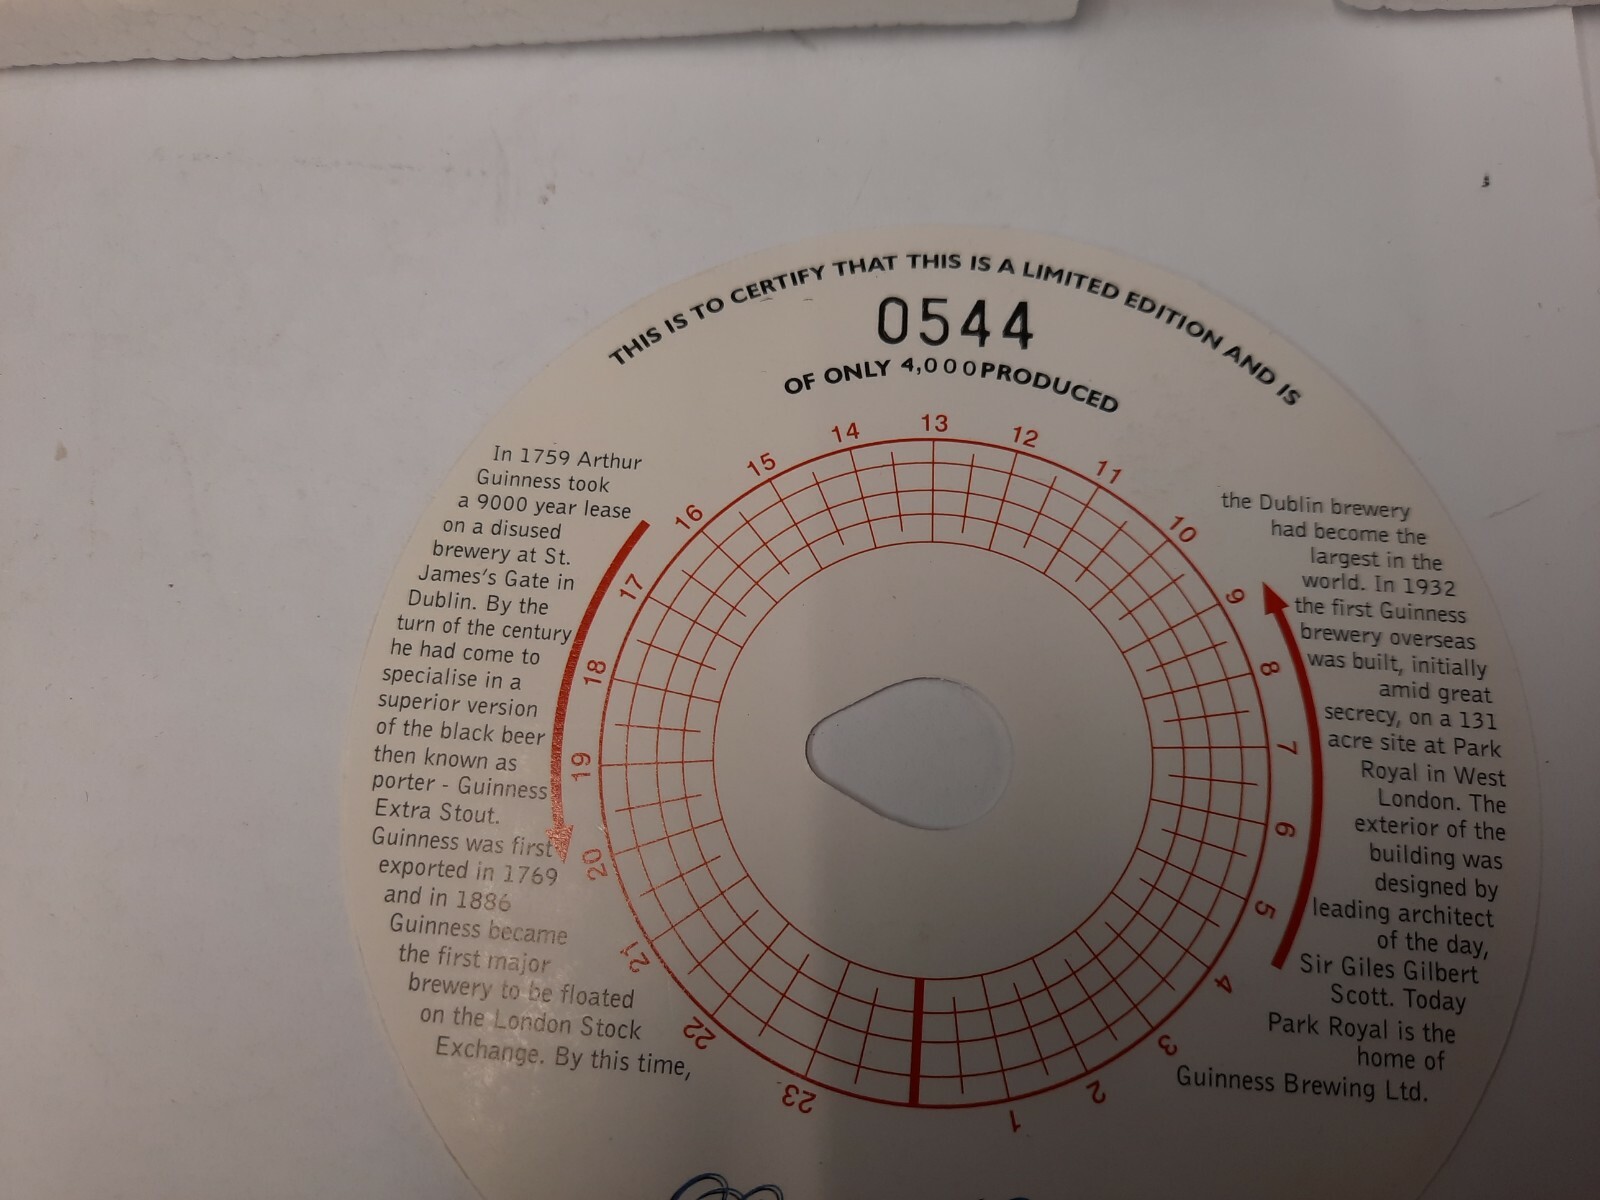 THIS IS TO CERTIFY THAT THIS IS A LIMITED EDITION AND IS
0544
OF ONLY 4,000 PRODUCED
In 1759 Arthur
Guinness took
a 9000 year lease
on a disused
brewery at St.
James's Gate in
Dublin. By the
turn of the century
he had come to
specialise in a
superior version
of the black beer
then known as
porter - Guinness
Extra Stout.
Guinness was first
exported in 1769
and in 1886
Guinness became
the first major
brewery to be floated
on the London Stock
Exchange. By this time,
the Dublin brewery
had become the
largest in the
world. In 1932
the first Guinness
brewery overseas
was built, initially
amid great
secrecy, on a 131
acre site at Park
Royal in West
London. The
exterior of the
building was
designed by
leading architect
of the day,
Sir Giles Gilbert
Scott. Today
Park Royal is the
home of
Guinness Brewing Ltd.
1
2
3
4
5
6
7
8
9
10
11
12
13
14
15
16
17
18
19
20
21
22
23